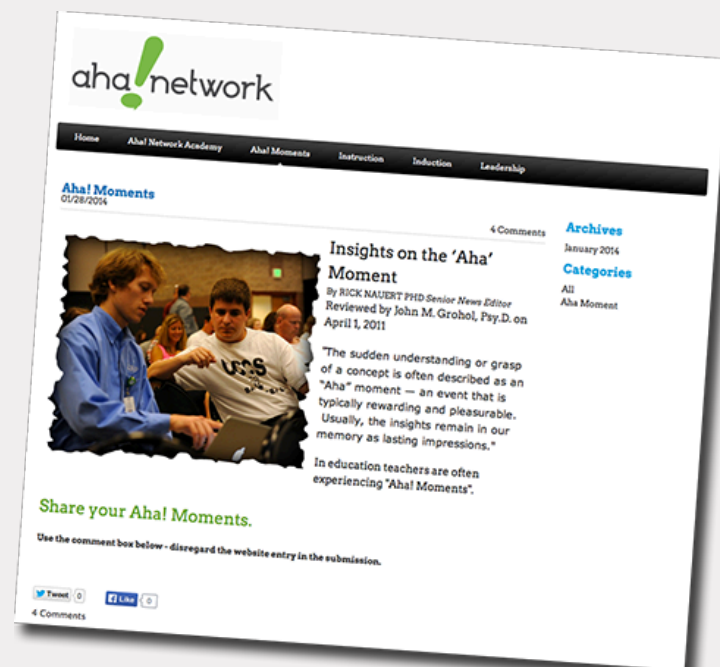 aha!network
Home Aha! Network Academy Aha! Moments Instruction Induction Leadership
Aha! Moments
01/28/2014
4 Comments
Insights on the ‘Aha’
Moment
By RICK NAUERT PHD Senior News Editor
Reviewed by John M. Grohol, Psy.D. on
April 1, 2011
"The sudden understanding or grasp
of a concept is often described as an
"Aha" moment — an event that is
typically rewarding and pleasurable.
Usually, the insights remain in our
memory as lasting impressions."
In education teachers are often
experiencing "Aha! Moments".
UCCS
Share your Aha! Moments.
Use the comment box below - disregard the website entry in the submission.
Tweet 0 Like 0
4 Comments
Archives
January 2014
Categories
All
Aha Moment